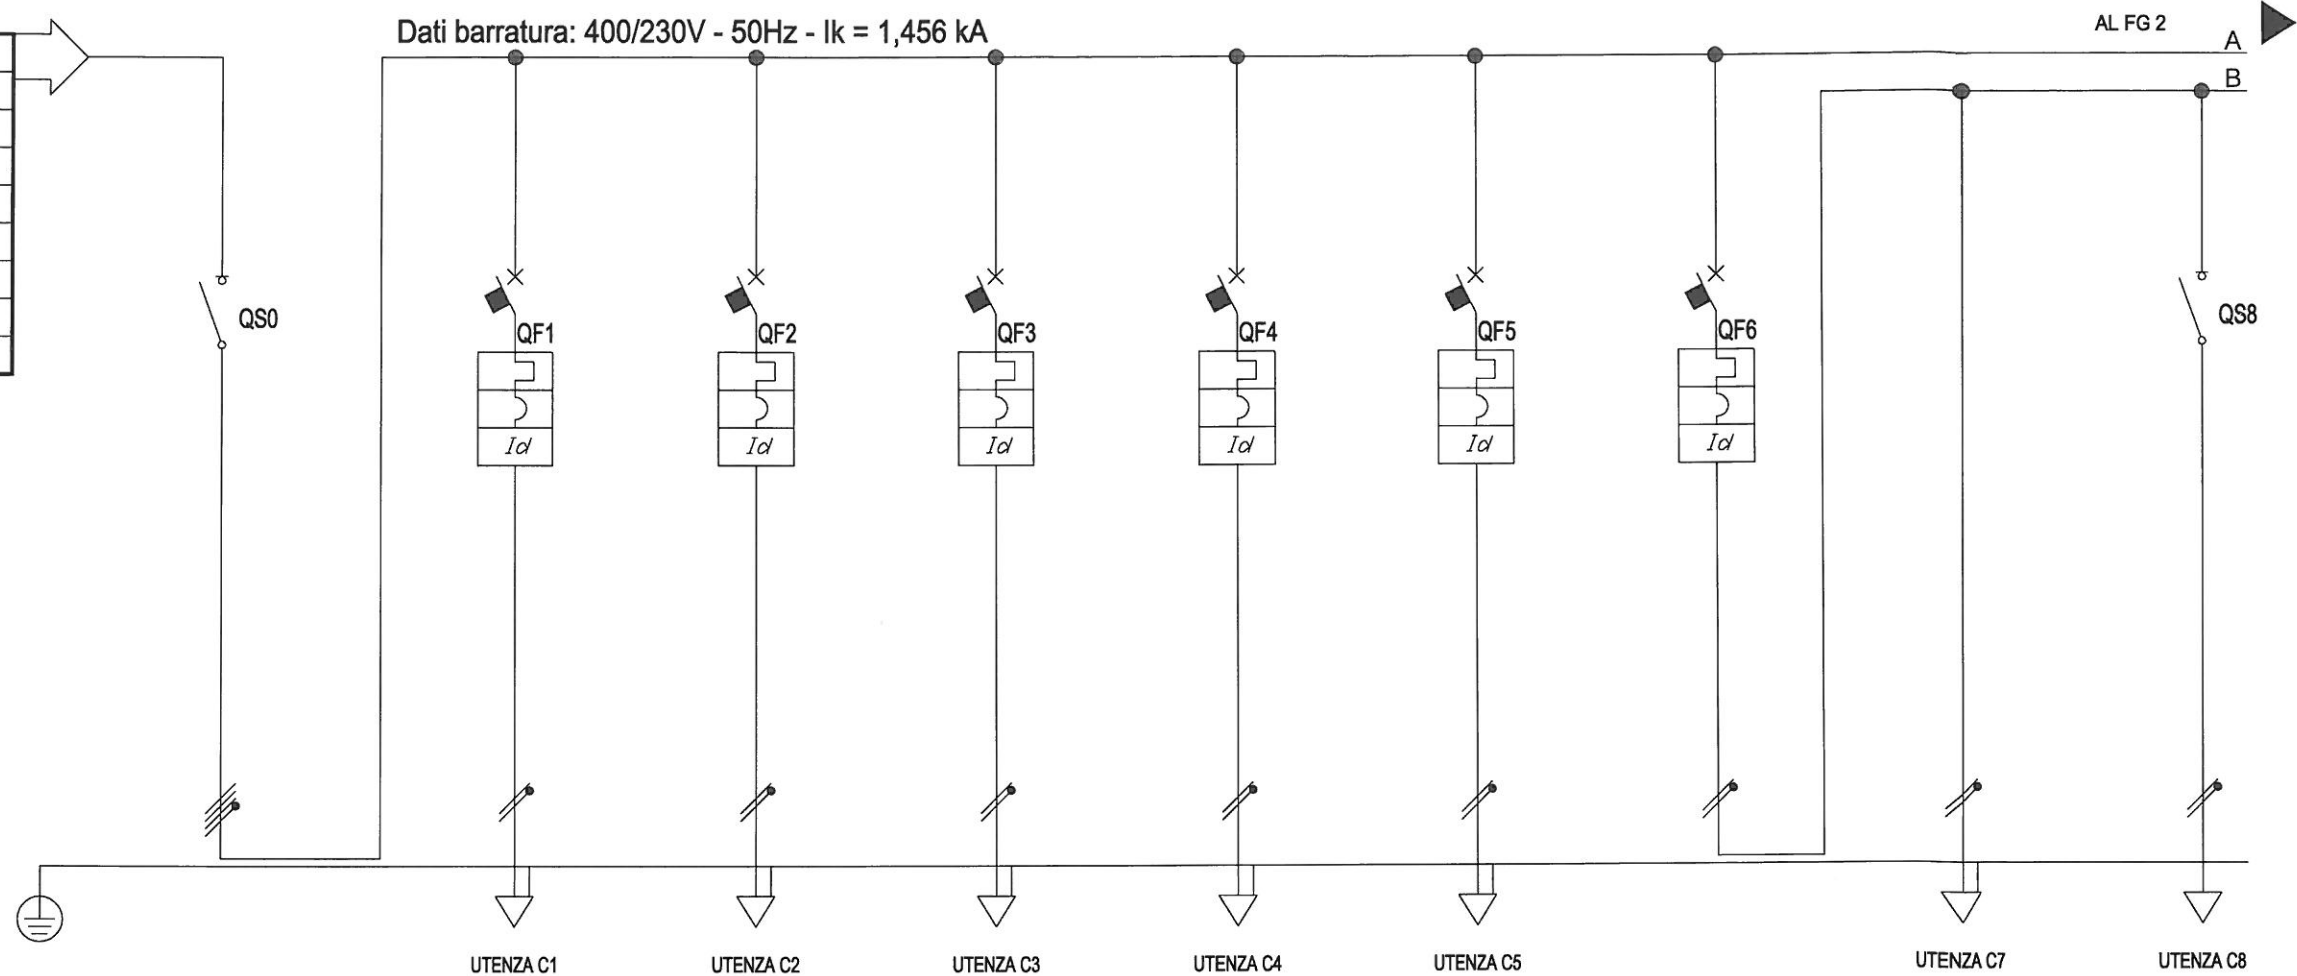 Dati barratura: 400/230V - 50Hz - Ik = 1,456 kA
AL FG 2
A
B
QS0
QF1
QF2
QF3
QF4
QF5
QF6
QS8
Id
Id
Id
Id
Id
Id
UTENZA C1
UTENZA C2
UTENZA C3
UTENZA C4
UTENZA C5
UTENZA C7
UTENZA C8